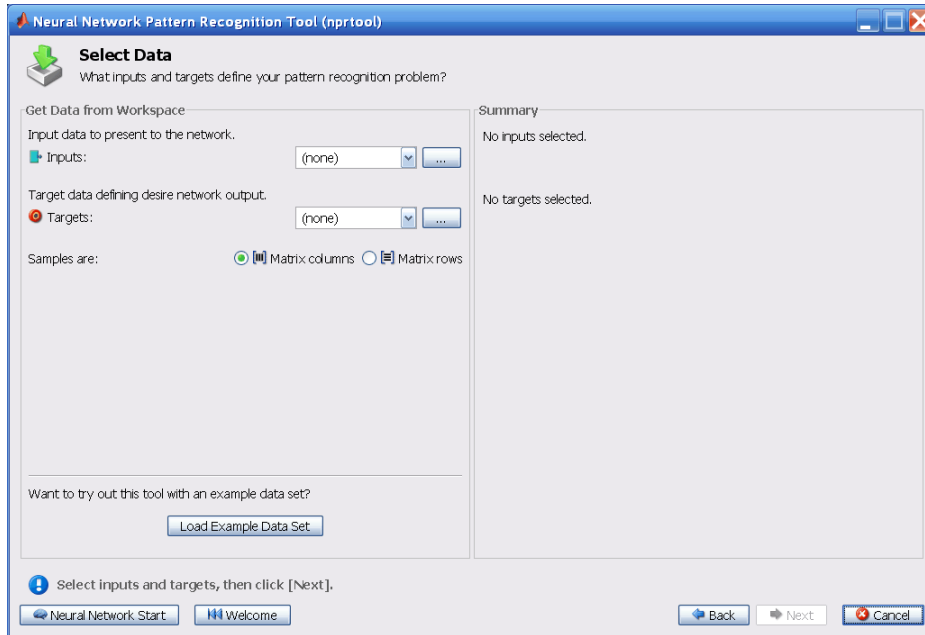 Neural Network Pattern Recognition Tool (nprtool)
Select Data
What inputs and targets define your pattern recognition problem?
Get Data from Workspace
Input data to present to the network.
Inputs: (none) ...
Target data defining desire network output.
Targets: (none) ...
Samples are: Matrix columns Matrix rows
Want to try out this tool with an example data set?
Load Example Data Set
Summary
No inputs selected.
No targets selected.
Select inputs and targets, then click [Next].
Neural Network Start Welcome Back Next Cancel